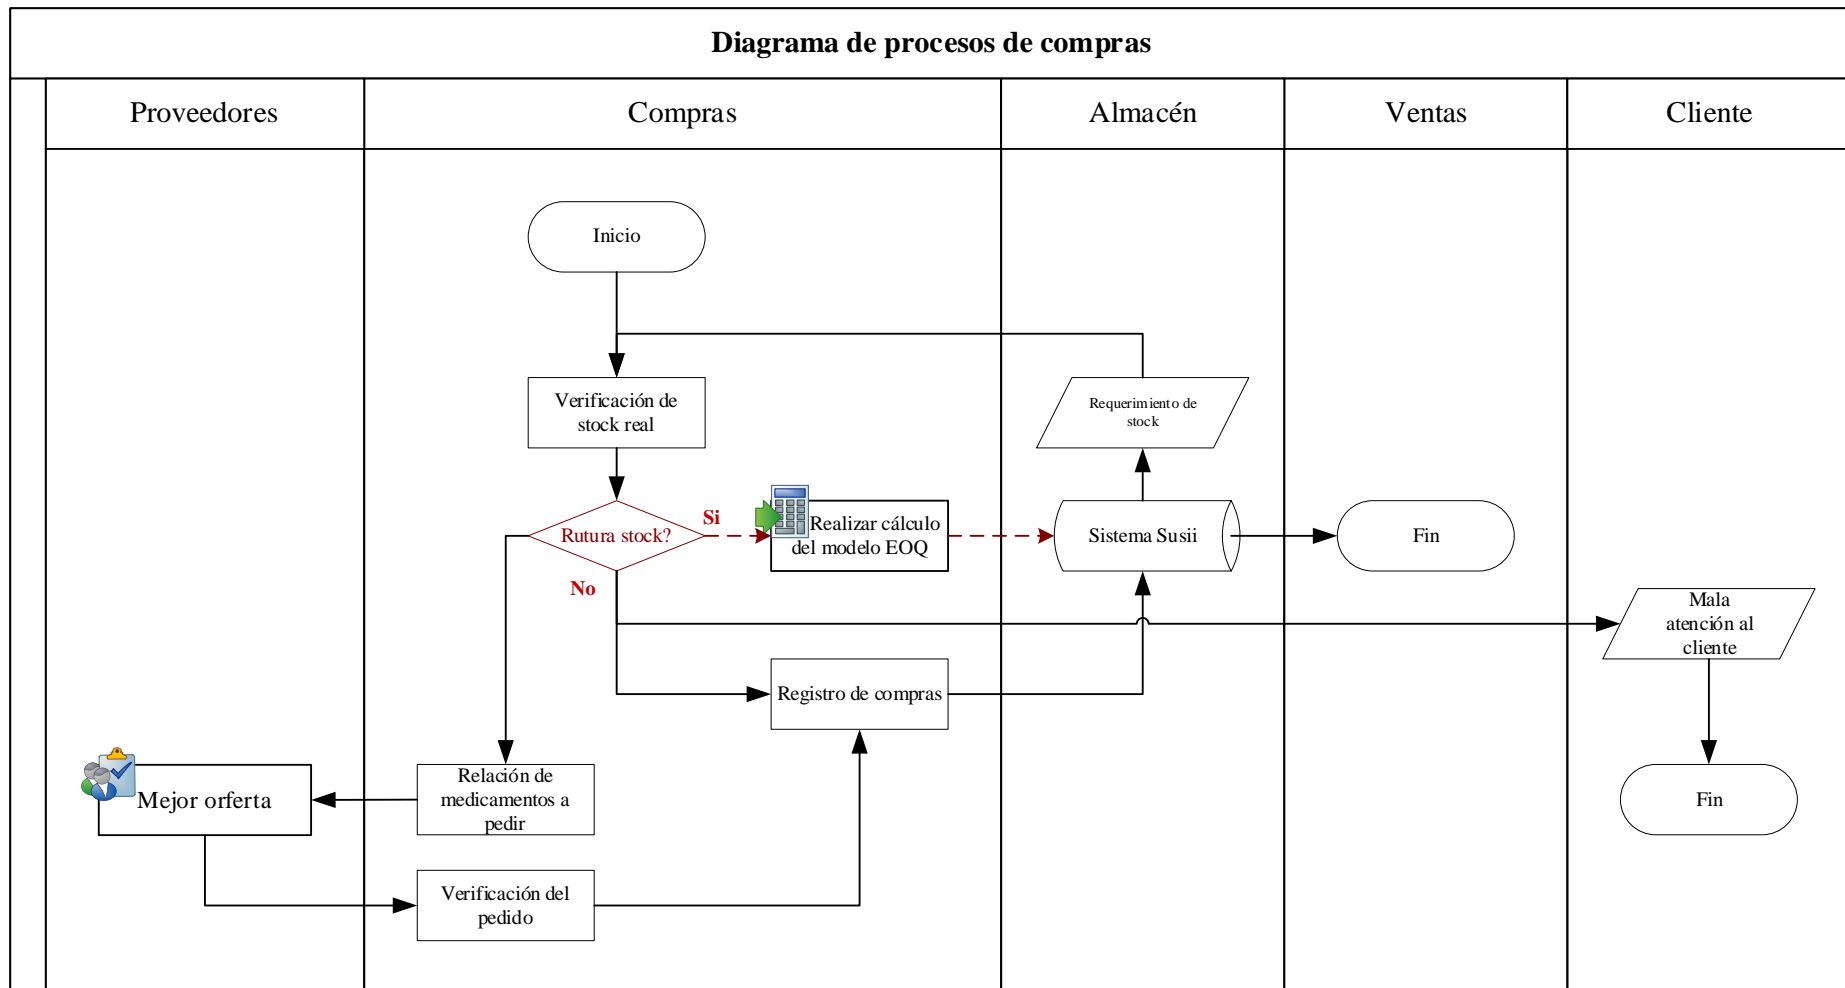 Diagrama de procesos de compras
Proveedores
Compras
Almacén
Ventas
Cliente
Inicio
Verificación de
stock real
Requerimiento de
stock
Rutura stock?
Si
Realizar cálculo
del modelo EOQ
Sistema Susii
Fin
No
Mala
atención al
cliente
Registro de compras
Mejor orferta
Relación de
medicamentos a
pedir
Fin
Verificación del
pedido